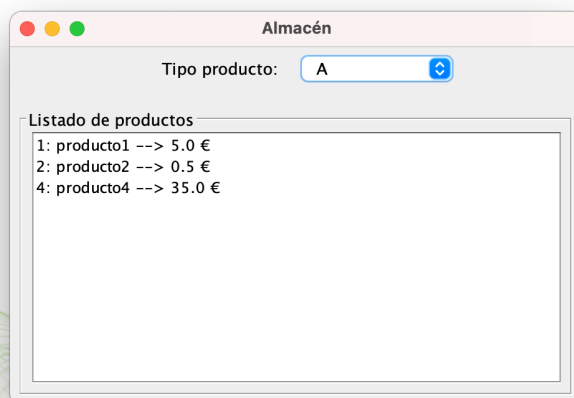 Almacén
Tipo producto: A
Listado de productos
1: producto1 --> 5.0 €
2: producto2 --> 0.5 €
4: producto4 --> 35.0 €